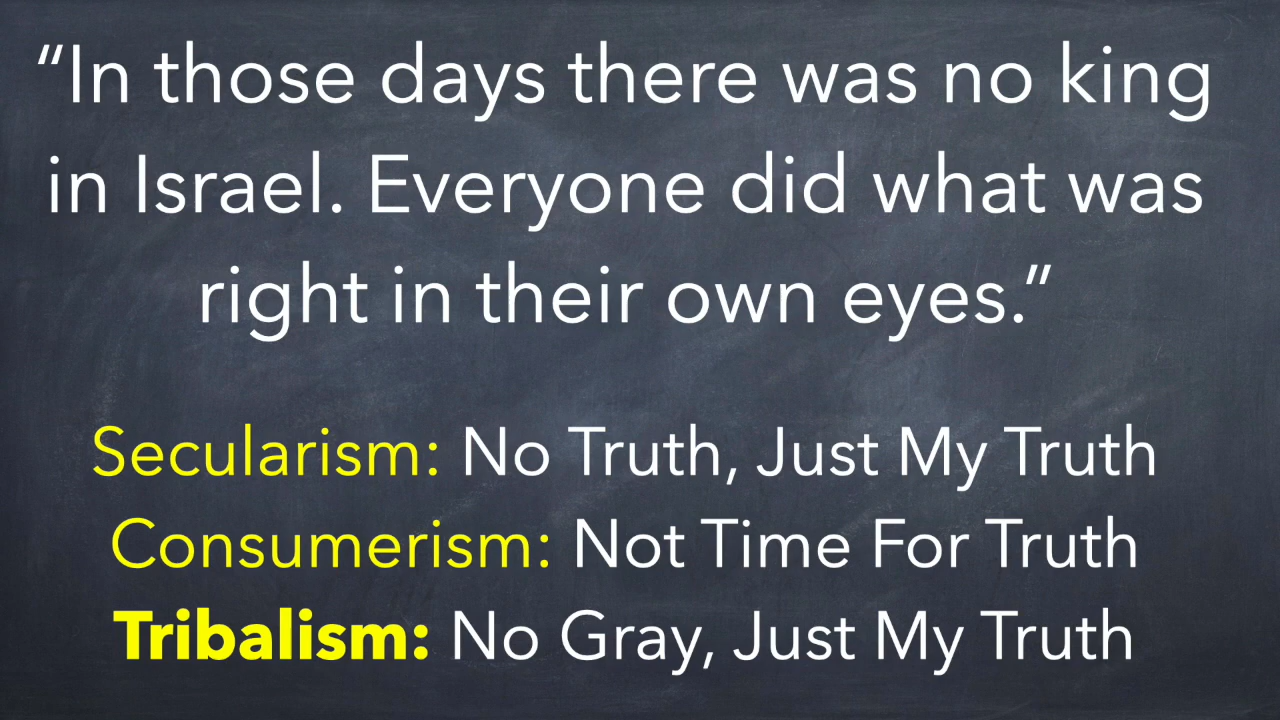 “In those days there was no king
in Israel. Everyone did what was
right in their own eyes.”
Secularism: No Truth, Just My Truth
Consumerism: Not Time For Truth
Tribalism: No Gray, Just My Truth